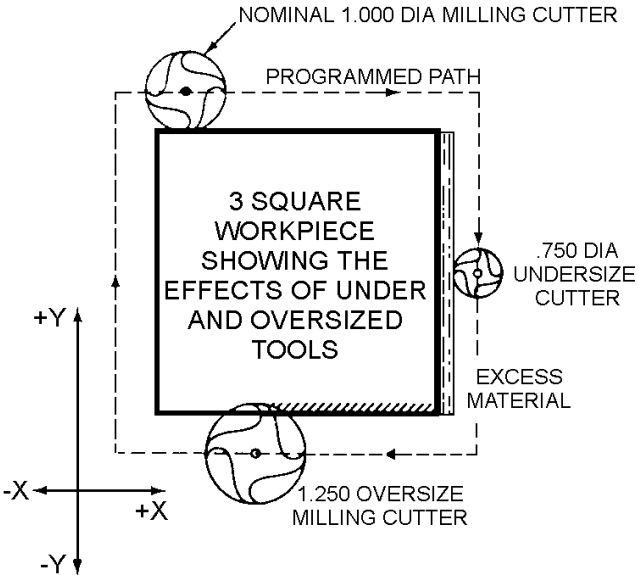 NOMINAL 1.000 DIA MILLING CUTTER
PROGRAMMED PATH
3 SQUARE
WORKPIECE
SHOWING THE
EFFECTS OF UNDER
AND OVERSIZED
TOOLS
.750 DIA
UNDERSIZE
CUTTER
EXCESS
MATERIAL
+Y
-X
+X
-Y
1.250 OVERSIZE
MILLING CUTTER